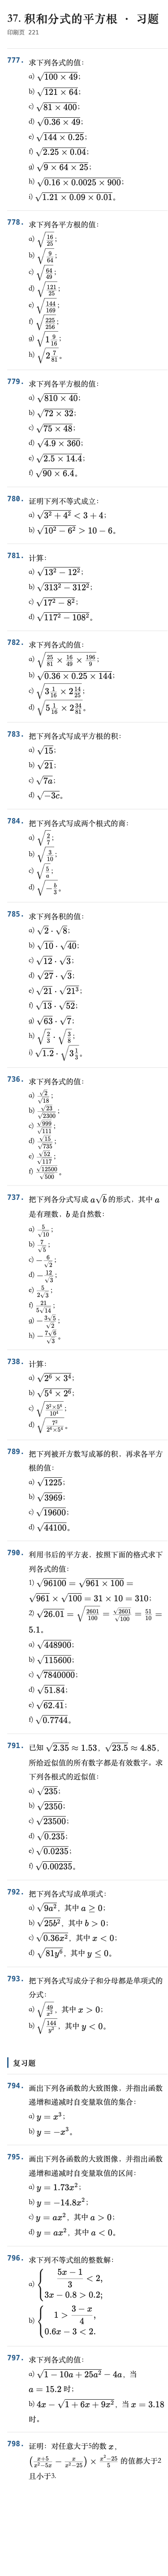 37. 积和分式的平方根 · 习题
印刷页 221
777. 求下列各式的值：
a) √(100 × 49);
b) √(121 × 64);
c) √(81 × 400);
d) √(0.36 × 49);
e) √(144 × 0.25);
f) √(2.25 × 0.04);
g) √(9 × 64 × 25);
h) √(0.16 × 0.0025 × 900);
i) √(1.21 × 0.09 × 0.01)。
778. 求下列各平方根的值：
a) √(16/25);
b) √(9/64);
c) √(64/49);
d) √(121/25);
e) √(144/169);
f) √(225/256);
g) √(1 9/16);
h) √(2 7/81)。
779. 求下列各平方根的值：
a) √(810 × 40);
b) √(72 × 32);
c) √(75 × 48);
d) √(4.9 × 360);
e) √(2.5 × 14.4);
f) √(90 × 6.4)。
780. 证明下列不等式成立：
a) √(3² + 4²) < 3 + 4;
b) √(10² − 6²) > 10 − 6。
781. 计算：
a) √(13² − 12²);
b) √(313² − 312²);
c) √(17² − 8²);
d) √(117² − 108²)。
782. 求下列各式的值：
a) √(25/81 × 16/49 × 196/9);
b) √(0.36 × 0.25 × 144);
c) √(3 1/16 × 2 14/25);
d) √(5 1/16 × 2 34/81)。
783. 把下列各式写成平方根的积：
a) √15;
b) √21;
c) √(7a);
d) √(−3c)。
784. 把下列各式写成两个根式的商：
a) √(2/7);
b) √(3/10);
c) √(5/a);
d) √(−b/3)。
785. 求下列各积的值：
a) √2 · √8;
b) √10 · √40;
c) √12 · √3;
d) √27 · √3;
e) √21 · √(21³);
f) √13 · √52;
g) √63 · √7;
h) √(2/3) · √(3/8);
i) √1.2 · √(3 1/3)。
736. 求下列各式的值：
a) √2/√18;
b) √23/√2300;
c) √999/√111;
d) √15/√735;
e) √52/√117;
f) √12500/√500。
737. 把下列各分式写成 a√b 的形式，其中 a
是有理数，b 是自然数：
a) 5/√10;
b) 7/√5;
c) −6/√2;
d) −12/√3;
e) 5/(2√3);
f) 21/(5√14);
g) −3√5/√2;
h) −7√6/√3。
738. 计算：
a) √(2⁶ × 3⁴);
b) √(5⁴ × 2⁶);
c) √((3² × 5⁸)/10⁴);
d) √(7²/(2⁸ × 5²))。
789. 把下列被开方数写成幂的积，再求各平方
根的值：
a) √1225;
b) √3969;
c) √19600;
d) √44100。
790. 利用书后的平方表，按照下面的格式求下
列各式的值：
1) √96100 = √(961 × 100) =
√961 × √100 = 31 × 10 = 310;
2) √26.01 = √(2601/100) = √2601/√100 = 51/10 =
5.1。
a) √448900;
b) √115600;
c) √7840000;
d) √51.84;
e) √62.41;
f) √0.7744。
791. 已知 √2.35 ≈ 1.53，√23.5 ≈ 4.85，
所给近似值的所有数字都是有效数字，求下
列各根式的近似值：
a) √235;
b) √2350;
c) √23500;
d) √0.235;
e) √0.0235;
f) √0.00235。
792. 把下列各式写成单项式：
a) √(9a²)，其中 a ≥ 0;
b) √(25b²)，其中 b > 0;
c) √(0.36x²)，其中 x < 0;
d) √(81y⁶)，其中 y ≤ 0。
793. 把下列各式写成分子和分母都是单项式的
分式：
a) √(49/x²)，其中 x > 0;
b) √(144/y²)，其中 y < 0。
复习题
794. 画出下列各函数的大致图像，并指出函数
递增和递减时自变量取值的集合：
a) y = x³;
b) y = −x³。
795. 画出下列各函数的大致图像，并指出函数
递增和递减时自变量取值的区间：
a) y = 1.73x²;
b) y = −14.8x²;
c) y = ax²，其中 a > 0;
d) y = ax²，其中 a < 0。
796. 求下列不等式组的整数解：
a) { (5x − 1)/3 < 2,
3x − 0.8 > 0.2;
b) { 1 > (3 − x)/4,
0.6x − 3 < 2.
797. 求下列各式的值：
a) √(1 − 10a + 25a²) − 4a，当
a = 15.2 时;
b) 4x − √(1 + 6x + 9x²)，当 x = 3.18
时。
798. 证明：对任意大于5的数 x，
((x+5)/(x²−5x) − x/(x²−25)) × (x²−25)/5 的值都大于2
且小于3.